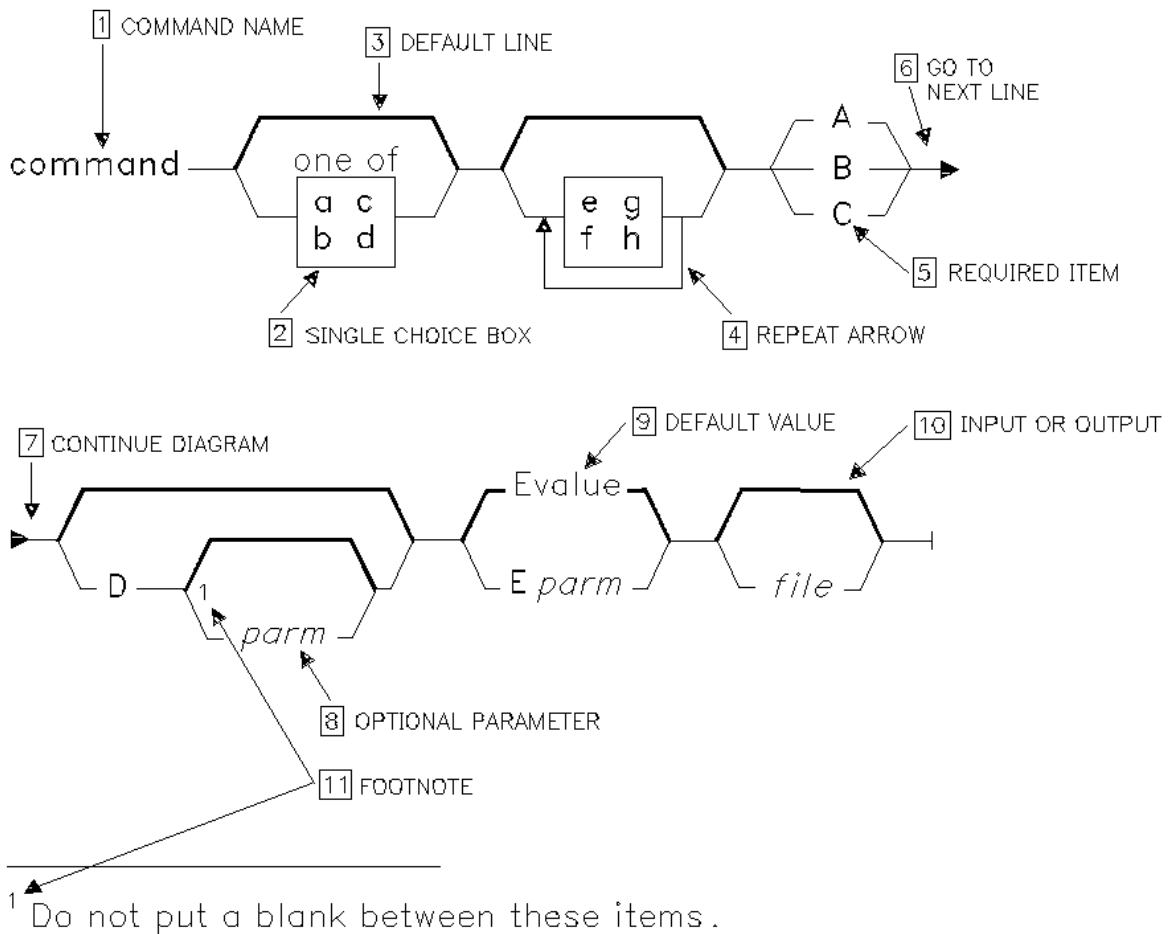 1 COMMAND NAME
3 DEFAULT LINE
6 GO TO
NEXT LINE
command
one of
a c
b d
e g
f h
A
B
C
5 REQUIRED ITEM
2 SINGLE CHOICE BOX
4 REPEAT ARROW
7 CONTINUE DIAGRAM
9 DEFAULT VALUE
10 INPUT OR OUTPUT
Evalue
D
1
parm
E parm
file
8 OPTIONAL PARAMETER
11 FOOTNOTE
1 Do not put a blank between these items.